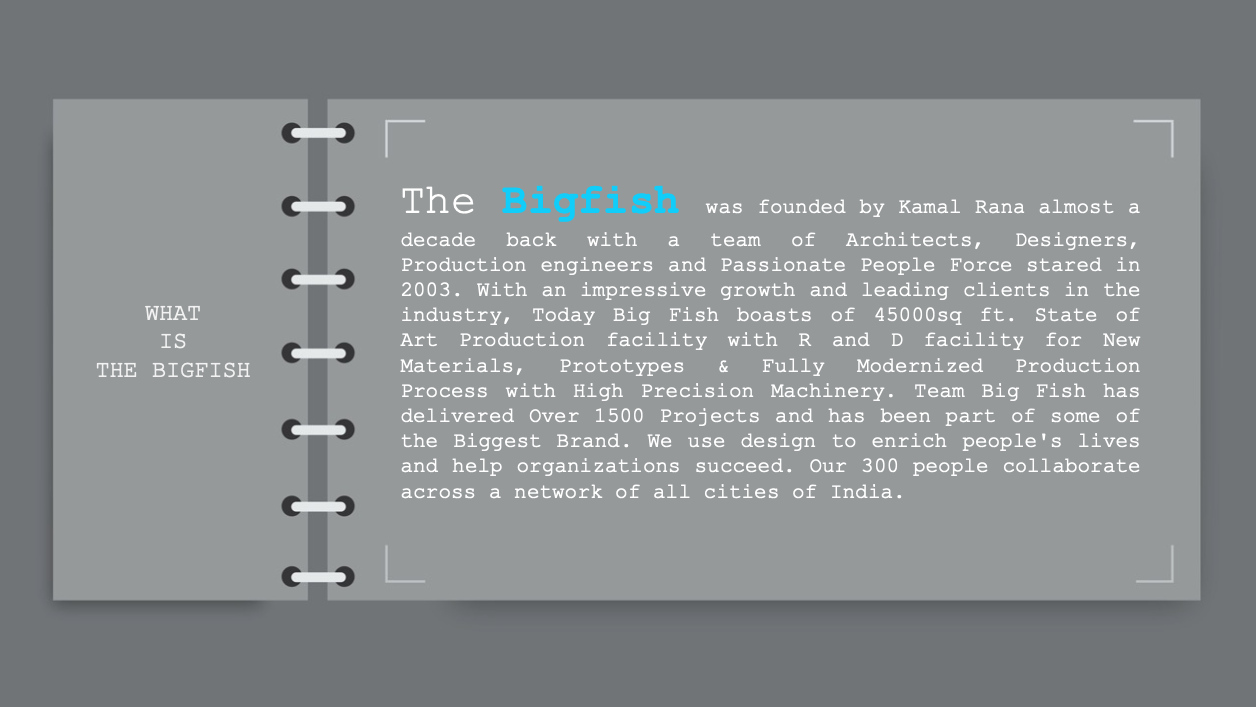 WHAT
IS
THE BIGFISH
The Bigfish was founded by Kamal Rana almost a
decade back with a team of Architects, Designers,
Production engineers and Passionate People Force stared in
2003. With an impressive growth and leading clients in the
industry, Today Big Fish boasts of 45000sq ft. State of
Art Production facility with R and D facility for New
Materials, Prototypes & Fully Modernized Production
Process with High Precision Machinery. Team Big Fish has
delivered Over 1500 Projects and has been part of some of
the Biggest Brand. We use design to enrich people's lives
and help organizations succeed. Our 300 people collaborate
across a network of all cities of India.